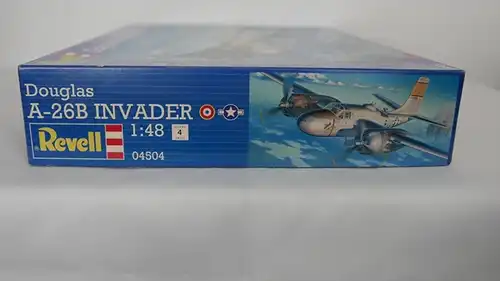 Douglas
A-26B INVADER
Revell 1:48 4
04504